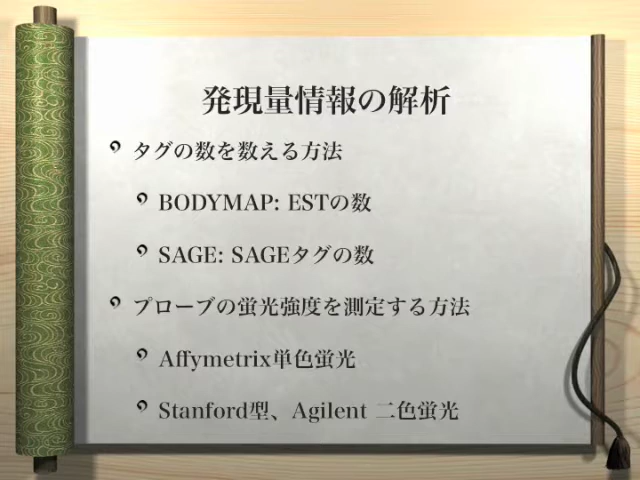 発現量情報の解析
タグの数を数える方法
BODYMAP: ESTの数
SAGE: SAGEタグの数
プローブの蛍光強度を測定する方法
Affymetrix単色蛍光
Stanford型、Agilent 二色蛍光